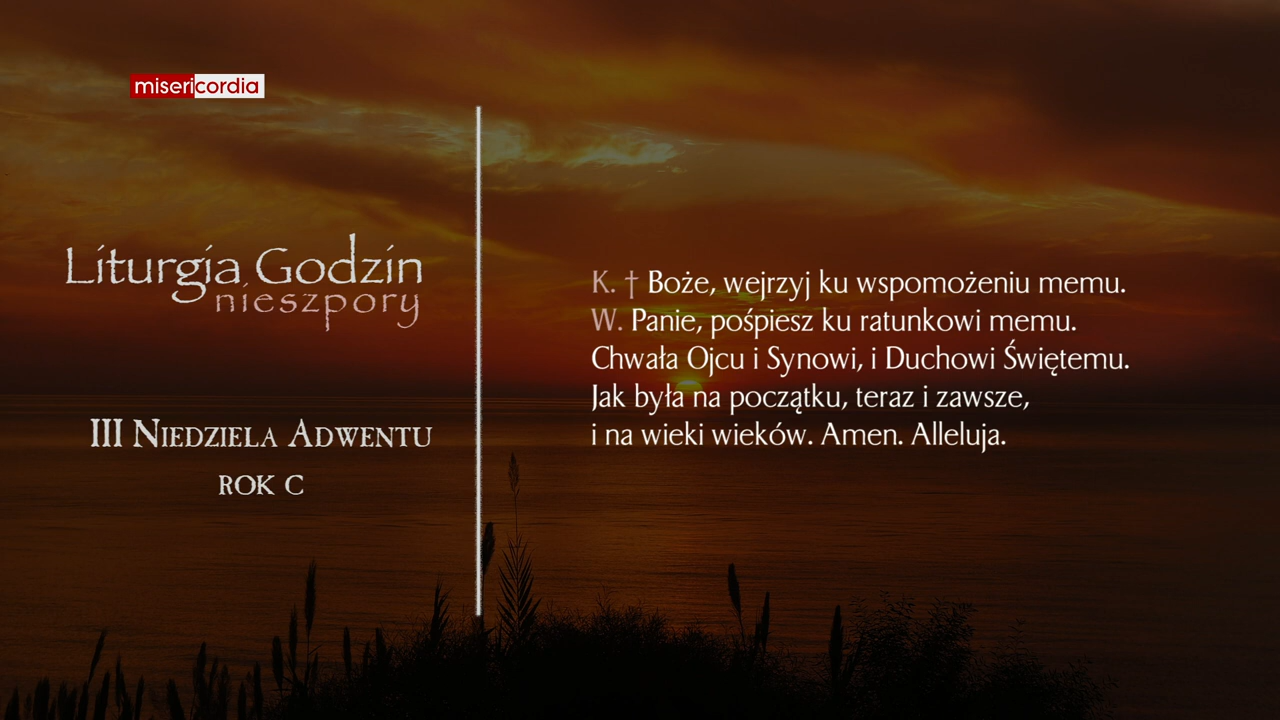 misericordia
Liturgia Godzin
nieszpory
III Niedziela Adwentu
rok C
K. † Boże, wejrzyj ku wspomożeniu memu.
W. Panie, pośpiesz ku ratunkowi memu.
Chwała Ojcu i Synowi, i Duchowi Świętemu.
Jak była na początku, teraz i zawsze,
i na wieki wieków. Amen. Alleluja.